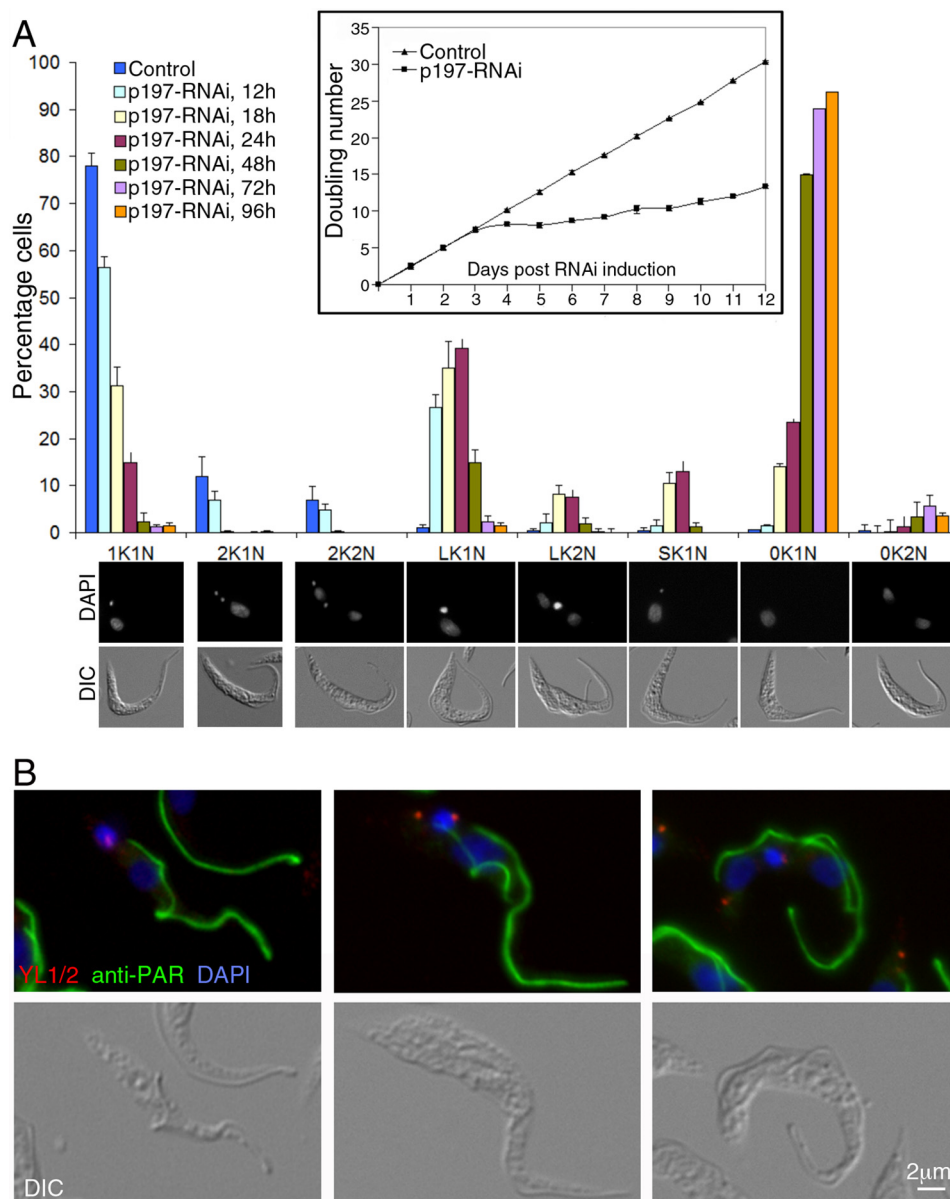 A
100
90
80
70
60
50
40
30
20
10
0
Percentage cells
Control
p197-RNAi, 12h
p197-RNAi, 18h
p197-RNAi, 24h
p197-RNAi, 48h
p197-RNAi, 72h
p197-RNAi, 96h
35
30
25
20
15
10
5
0
Doubling number
Control
p197-RNAi
Days post RNAi induction
1 2 3 4 5 6 7 8 9 10 11 12
1K1N 2K1N 2K2N LK1N LK2N SK1N 0K1N 0K2N
DAPI
DIC
B
YL1/2 anti-PAR DAPI
DIC
2μm